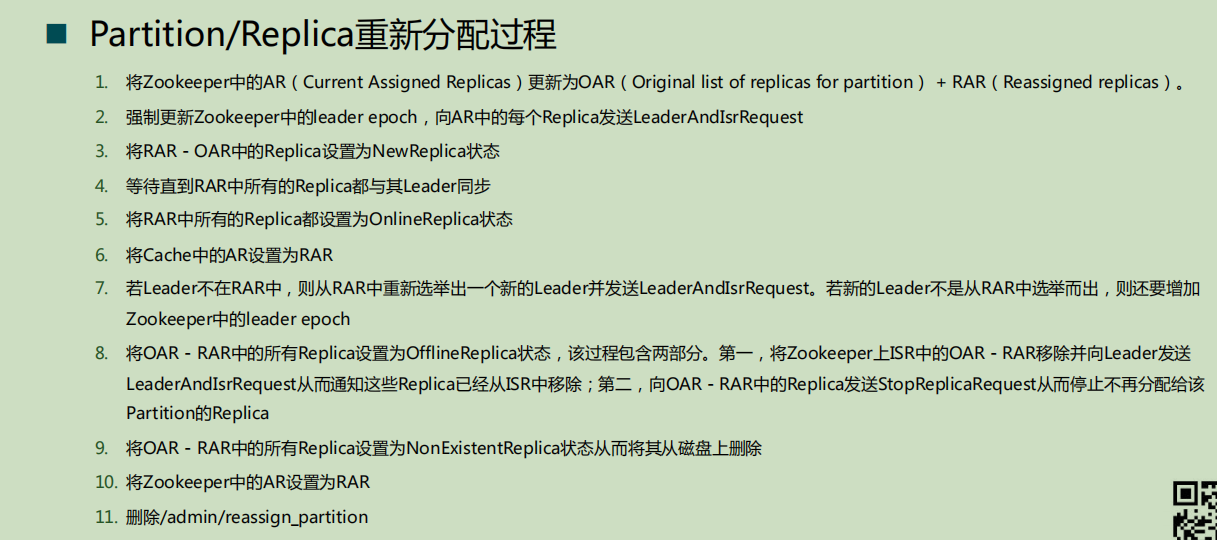 Partition/Replica重新分配过程
1. 将Zookeeper中的AR（Current Assigned Replicas）更新为OAR（Original list of replicas for partition） + RAR（Reassigned replicas）。
2. 强制更新Zookeeper中的leader epoch，向AR中的每个Replica发送LeaderAndIsrRequest
3. 将RAR - OAR中的Replica设置为NewReplica状态
4. 等待直到RAR中所有的Replica都与其Leader同步
5. 将RAR中所有的Replica都设置为OnlineReplica状态
6. 将Cache中的AR设置为RAR
7. 若Leader不在RAR中，则从RAR中重新选举出一个新的Leader并发送LeaderAndIsrRequest。若新的Leader不是从RAR中选举而出，则还要增加
Zookeeper中的leader epoch
8. 将OAR - RAR中的所有Replica设置为OfflineReplica状态，该过程包含两部分。第一，将Zookeeper上ISR中的OAR - RAR移除并向Leader发送
LeaderAndIsrRequest从而通知这些Replica已经从ISR中移除；第二，向OAR - RAR中的Replica发送StopReplicaRequest从而停止不再分配给该
Partition的Replica
9. 将OAR - RAR中的所有Replica设置为NonExistentReplica状态从而将其从磁盘上删除
10. 将Zookeeper中的AR设置为RAR
11. 删除/admin/reassign_partition